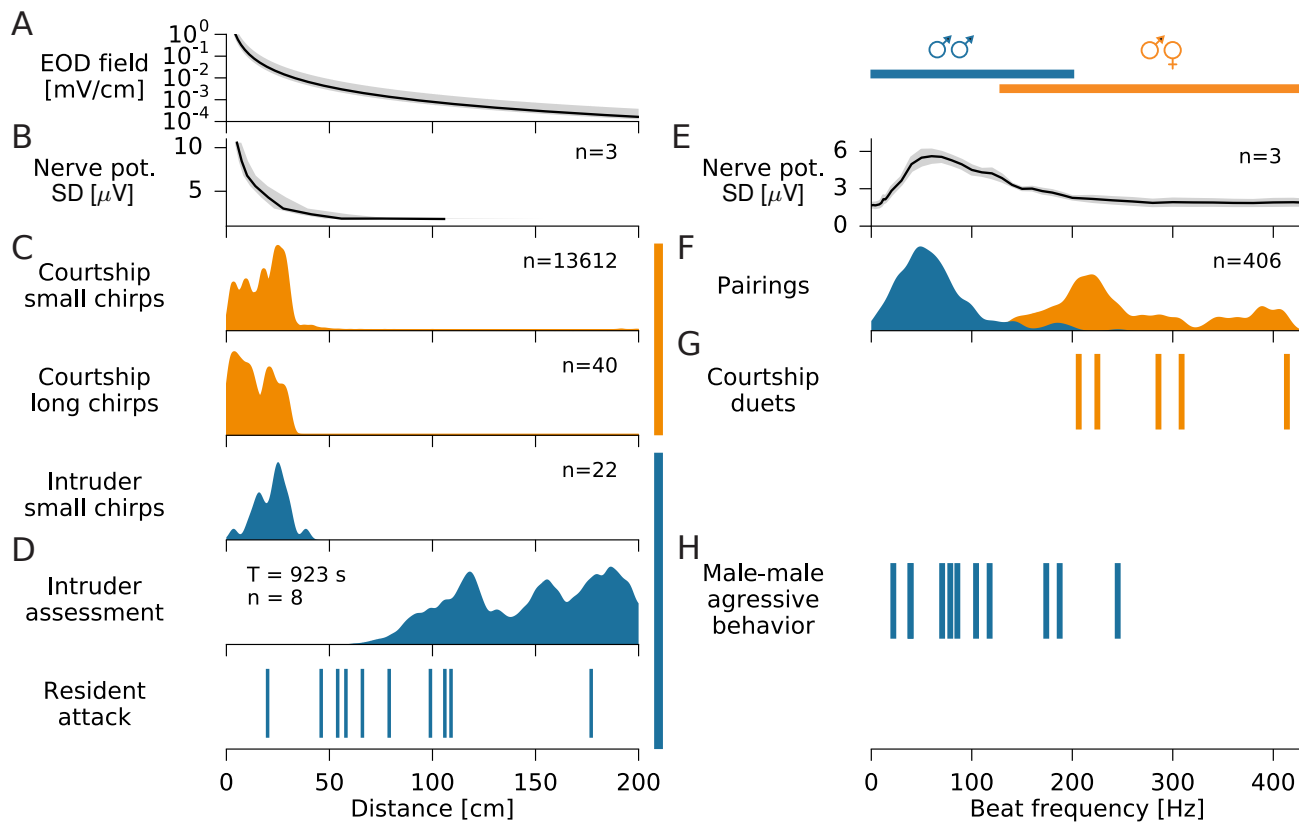 A
EOD field
[mV/cm]
10⁰
10⁻¹
10⁻²
10⁻³
10⁻⁴
♂♂
♂♀
B
Nerve pot.
SD [μV]
10
5
n=3
E
Nerve pot.
SD [μV]
6
3
0
n=3
C
Courtship
small chirps
n=13612
F
Pairings
n=406
Courtship
long chirps
n=40
G
Courtship
duets
Intruder
small chirps
n=22
D
Intruder
assessment
T = 923 s
n = 8
H
Male-male
agressive
behavior
Resident
attack
0 50 100 150 200
Distance [cm]
0 100 200 300 400
Beat frequency [Hz]